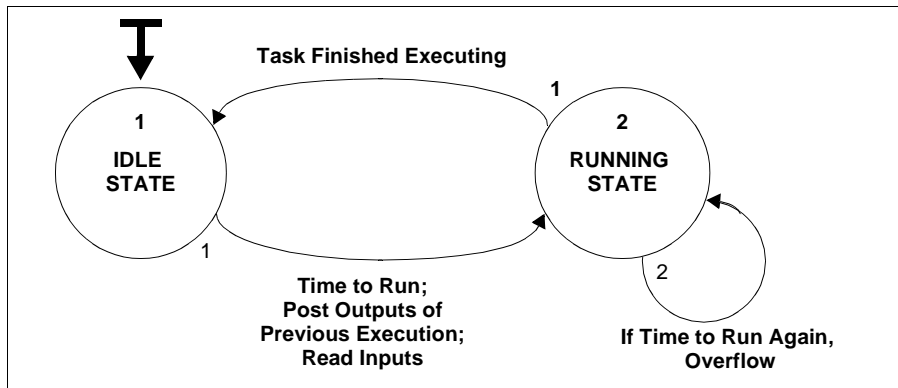 Task Finished Executing
1
1
IDLE
STATE
2
RUNNING
STATE
1
2
Time to Run;
Post Outputs of
Previous Execution;
Read Inputs
If Time to Run Again,
Overflow